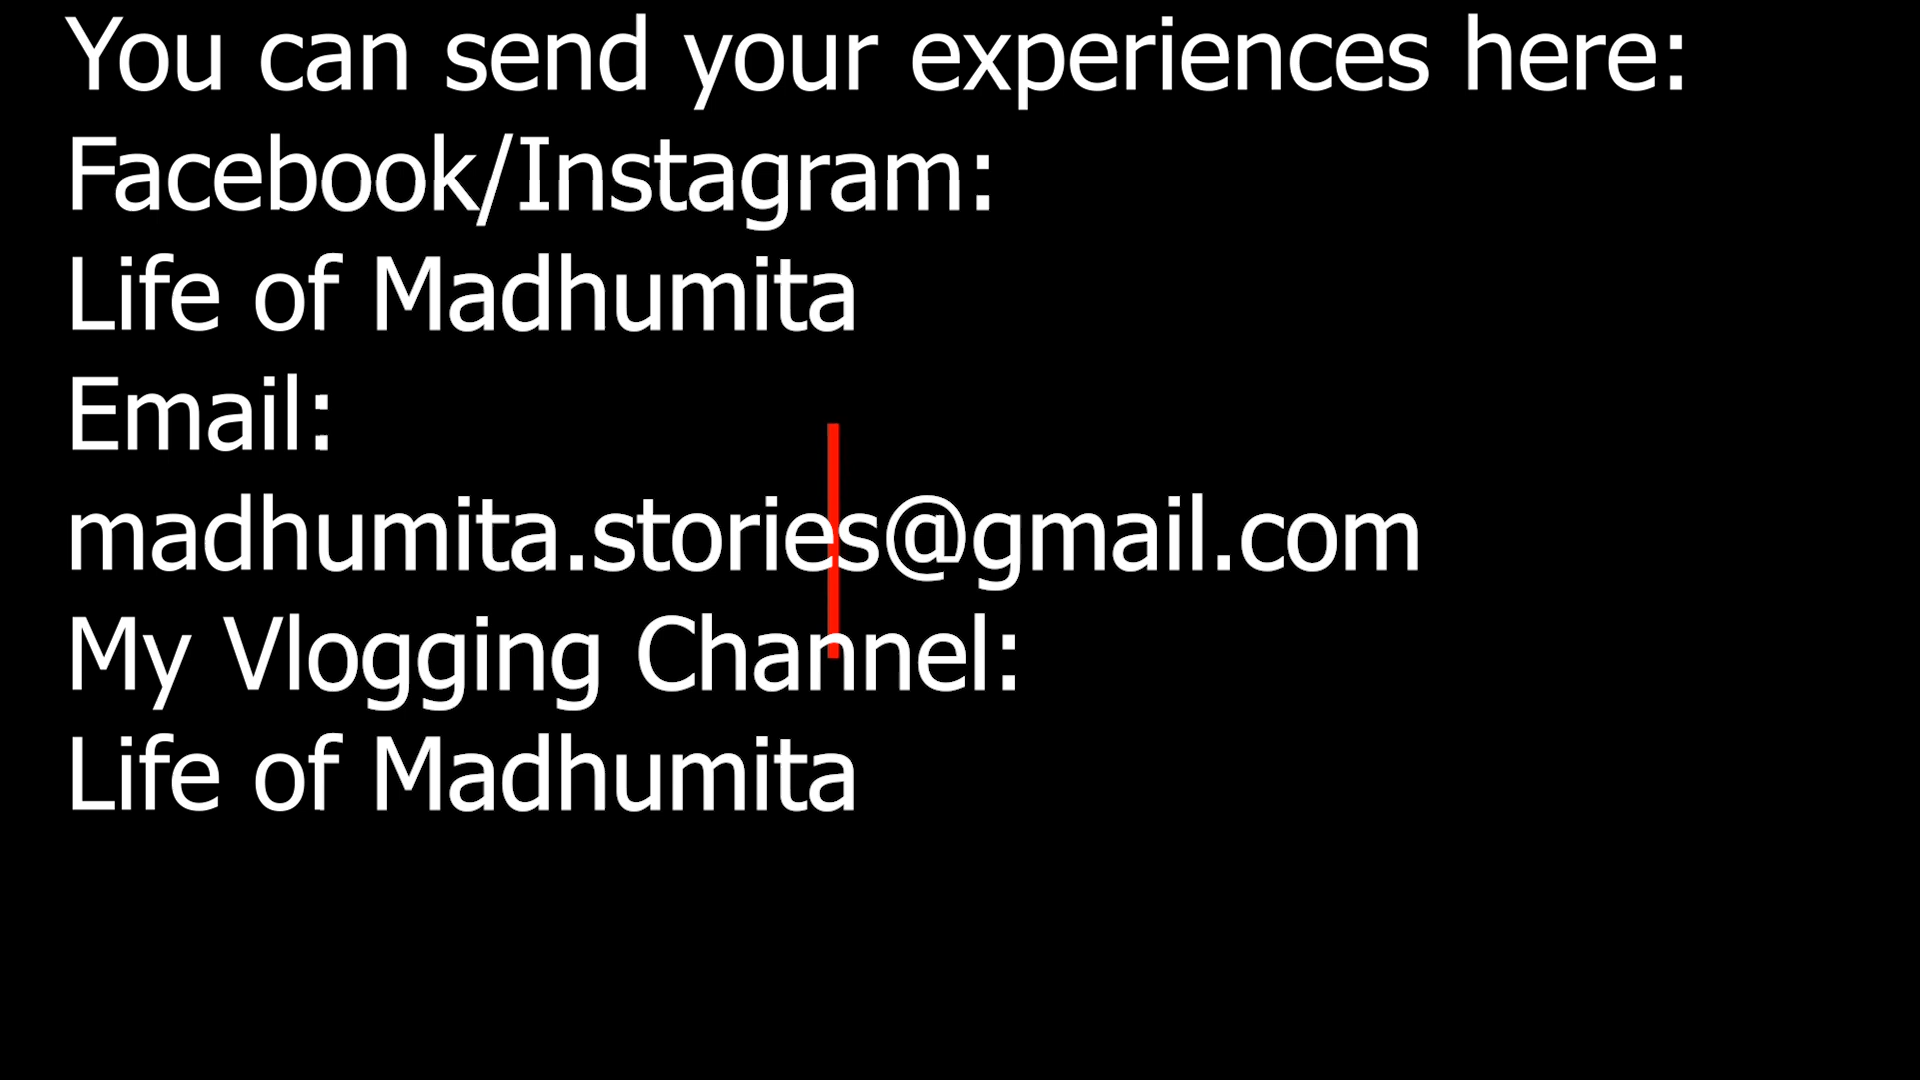 You can send your experiences here:
Facebook/Instagram:
Life of Madhumita
Email:
madhumita.stories@gmail.com
My Vlogging Channel:
Life of Madhumita